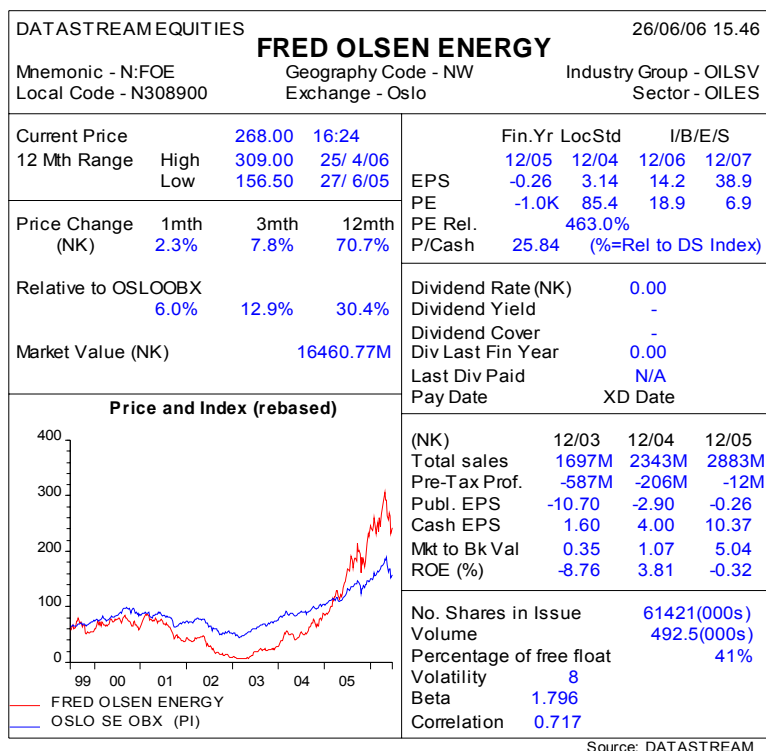 DATASTREAM EQUITIES 26/06/06 15.46
FRED OLSEN ENERGY
Mnemonic - N:FOE Geography Code - NW Industry Group - OILSV
Local Code - N308900 Exchange - Oslo Sector - OILES
Current Price 268.00 16:24
12 Mth Range High 309.00 25/ 4/06
Low 156.50 27/ 6/05
Price Change 1mth 3mth 12mth
(NK) 2.3% 7.8% 70.7%
Relative to OSLOOBX
6.0% 12.9% 30.4%
Market Value (NK) 16460.77M
Price and Index (rebased)
400
300
200
100
0
99 00 01 02 03 04 05
FRED OLSEN ENERGY
OSLO SE OBX (PI)
Fin.Yr LocStd I/B/E/S
12/05 12/04 12/06 12/07
EPS -0.26 3.14 14.2 38.9
PE -1.0K 85.4 18.9 6.9
PE Rel. 463.0%
P/Cash 25.84 (%=Rel to DS Index)
Dividend Rate (NK) 0.00
Dividend Yield -
Dividend Cover -
Div Last Fin Year 0.00
Last Div Paid N/A
Pay Date XD Date
(NK) 12/03 12/04 12/05
Total sales 1697M 2343M 2883M
Pre-Tax Prof. -587M -206M -12M
Publ. EPS -10.70 -2.90 -0.26
Cash EPS 1.60 4.00 10.37
Mkt to Bk Val 0.35 1.07 5.04
ROE (%) -8.76 3.81 -0.32
No. Shares in Issue 61421(000s)
Volume 492.5(000s)
Percentage of free float 41%
Volatility 8
Beta 1.796
Correlation 0.717
Source: DATASTREAM